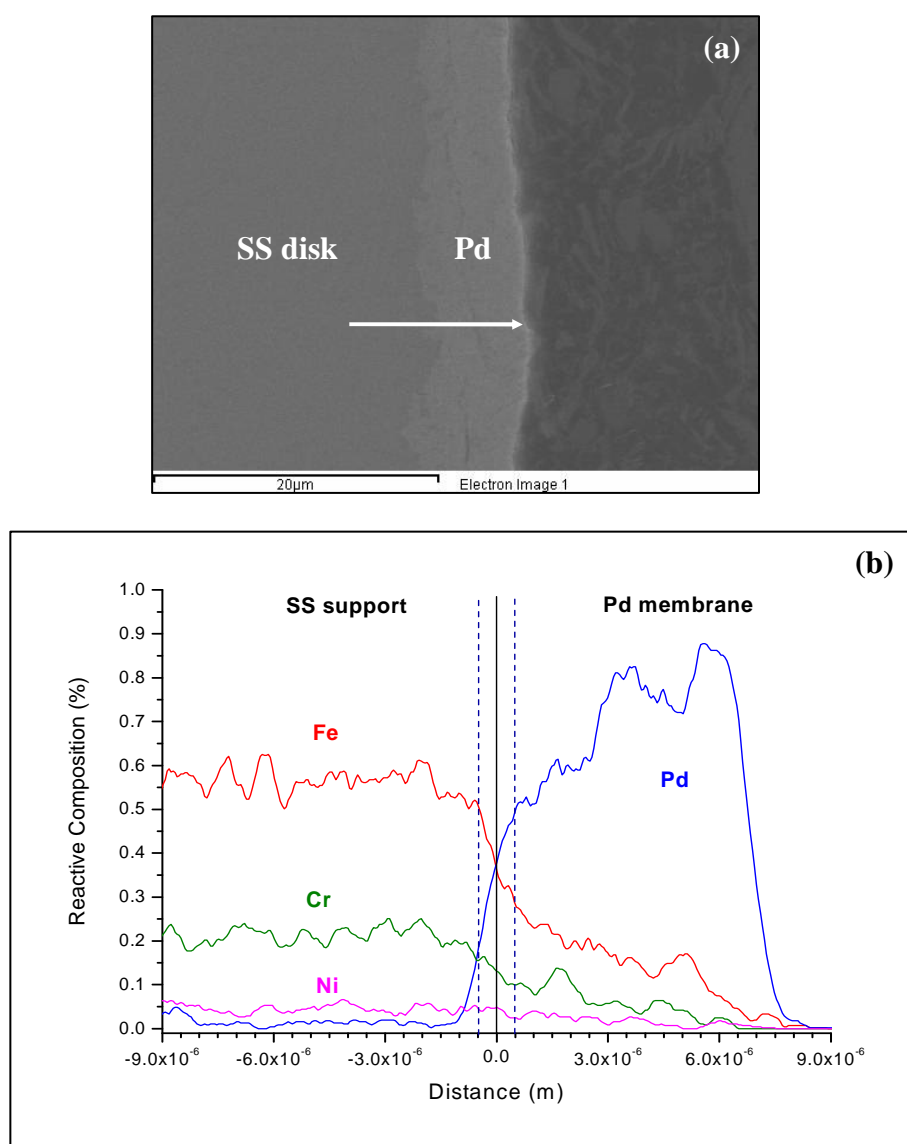 (a)
SS disk Pd
20µm Electron Image 1
(b)
SS support Pd membrane
Reactive Composition (%)
1.0
0.9
0.8
0.7
0.6
0.5
0.4
0.3
0.2
0.1
0.0
Fe
Pd
Cr
Ni
-9.0x10⁻⁶ -6.0x10⁻⁶ -3.0x10⁻⁶ 0.0 3.0x10⁻⁶ 6.0x10⁻⁶ 9.0x10⁻⁶
Distance (m)